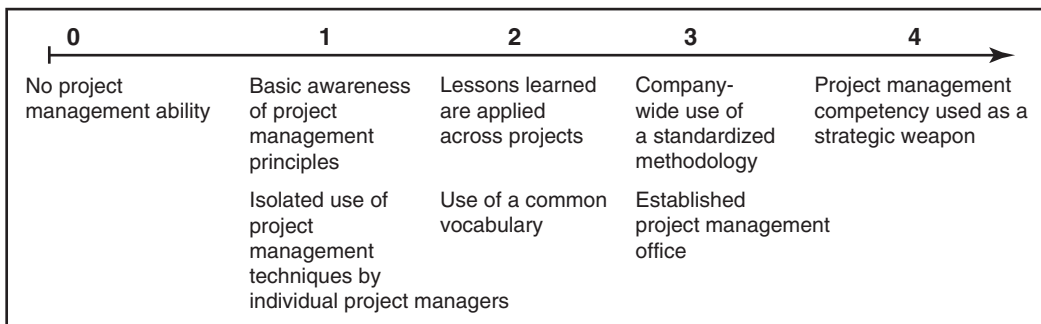 0 1 2 3 4
No project
management ability
Basic awareness
of project
management
principles
Isolated use of
project
management
techniques by
individual project managers
Lessons learned
are applied
across projects
Use of a common
vocabulary
Company-
wide use of
a standardized
methodology
Established
project management
office
Project management
competency used as a
strategic weapon